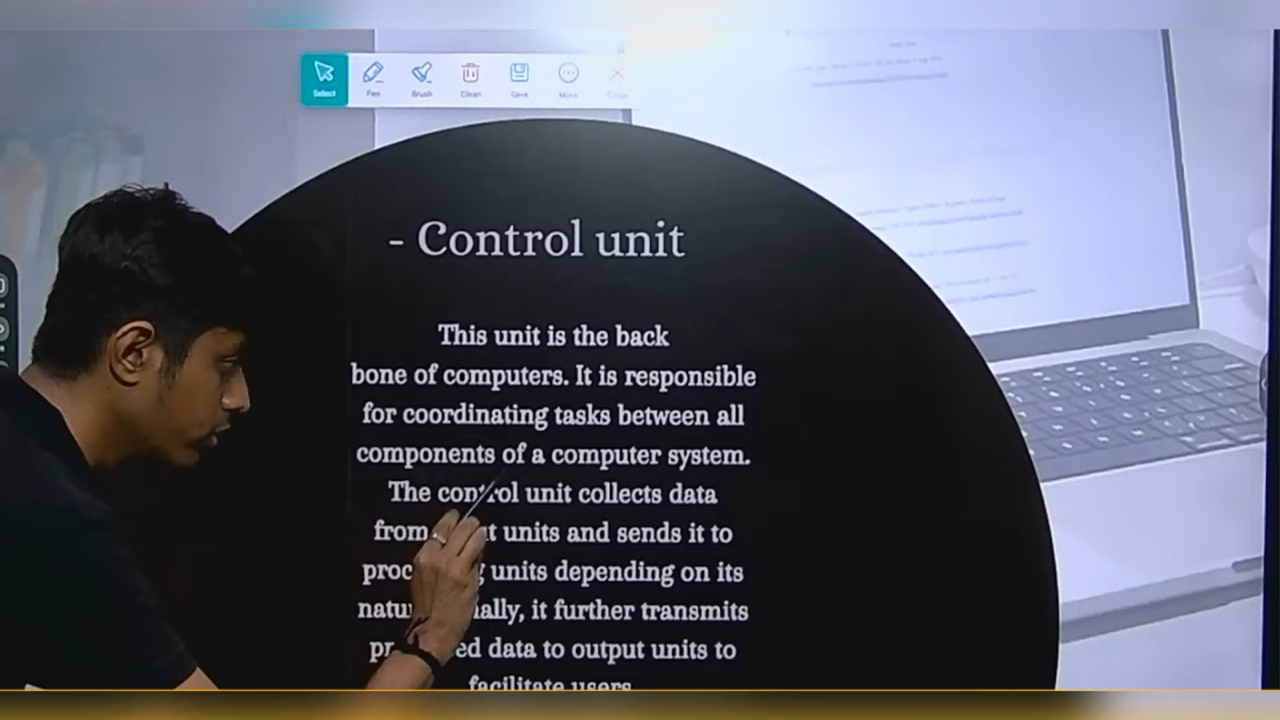 Select Pen Brush Clean Save More Close
- Control unit
This unit is the back
bone of computers. It is responsible
for coordinating tasks between all
components of a computer system.
The control unit collects data
from units and sends it to
units depending on its
it further transmits
data to output units to
facilitate users